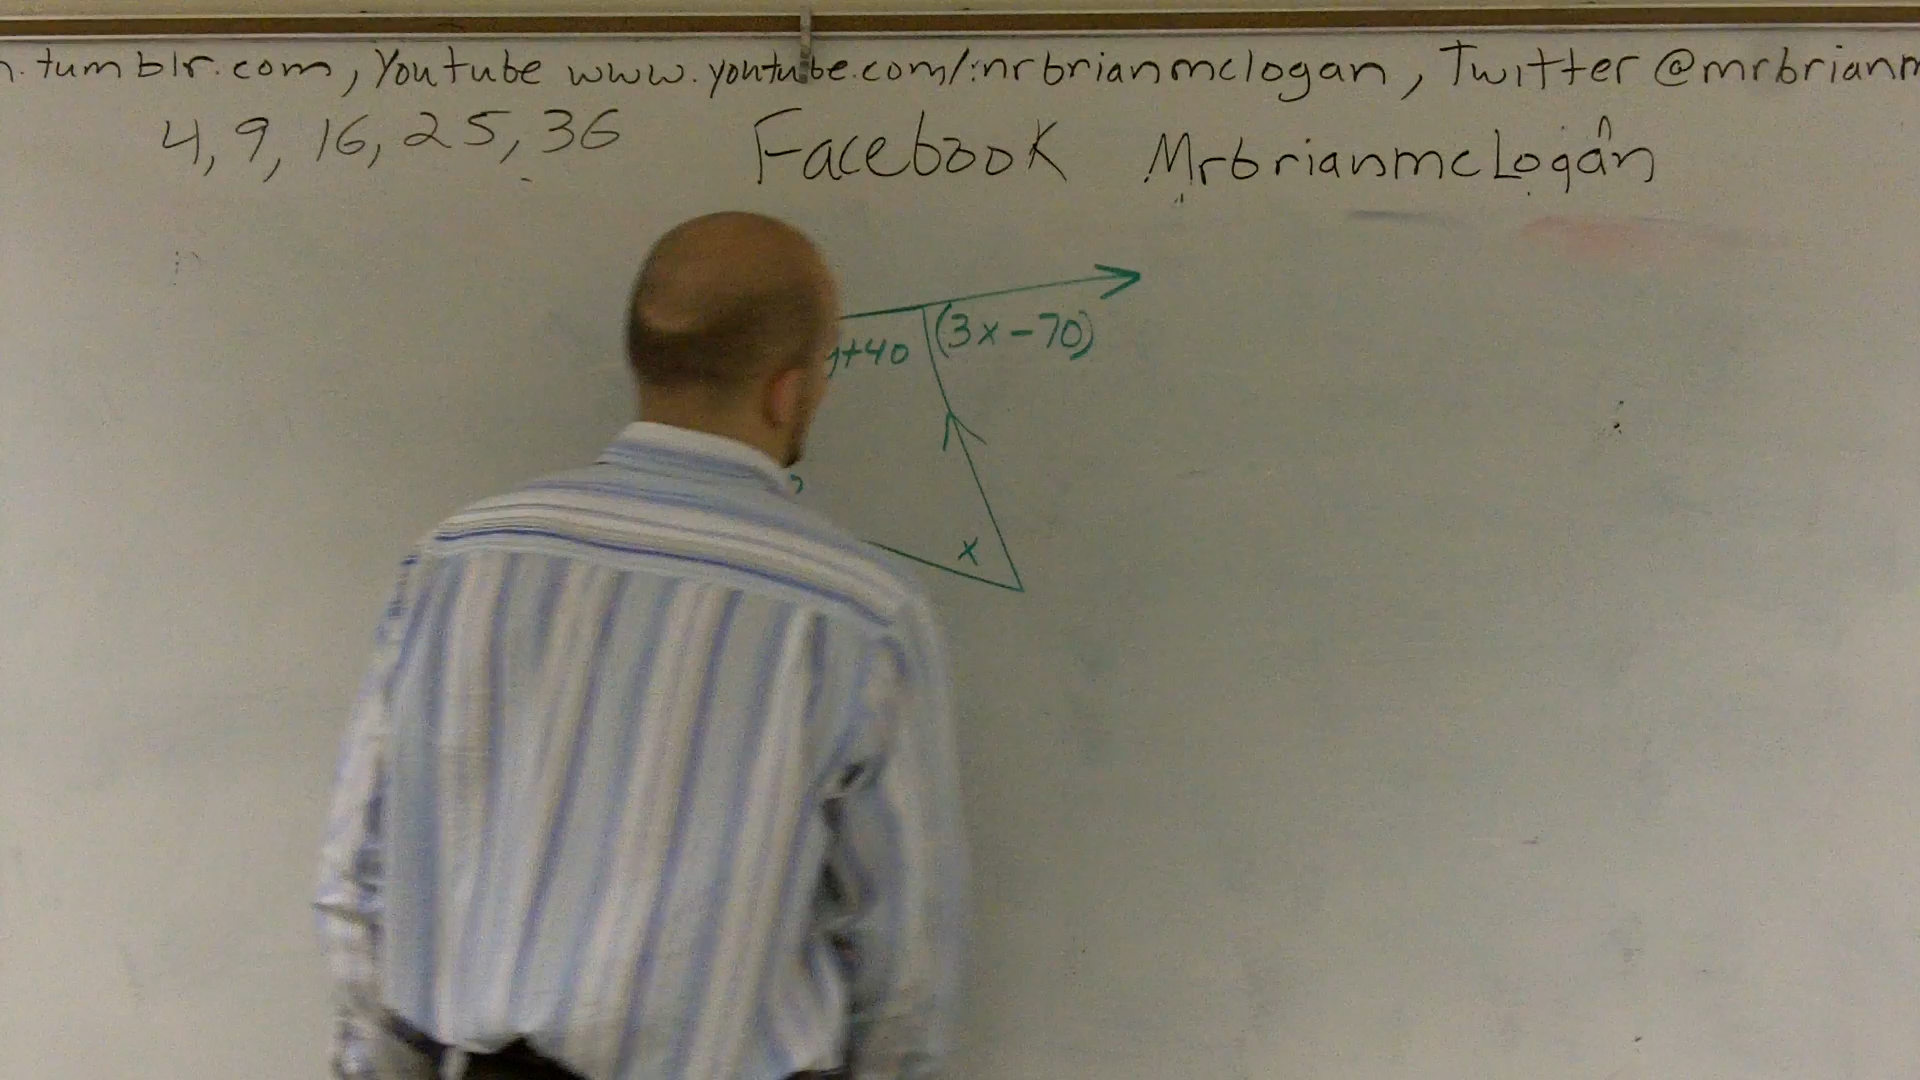 .tumblr.com, Youtube www.youtube.com/mrbrianmclogan, Twitter @mrbrianm
4, 9, 16, 25, 36 Facebook MrbrianmcLogan
y+40 (3x-70)
x